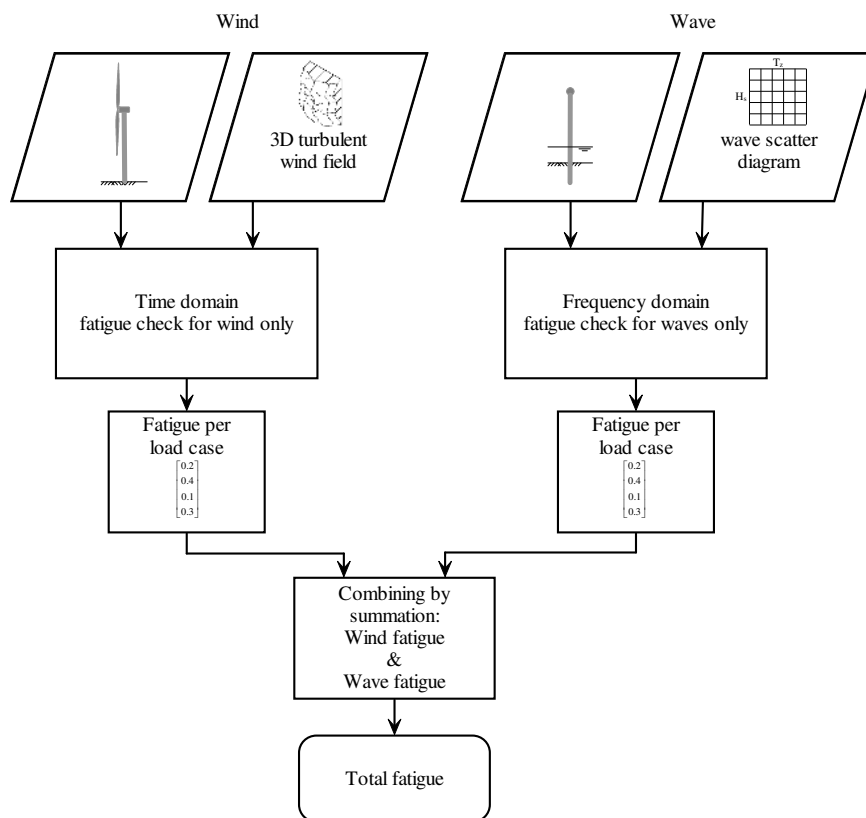 Wind
Wave
3D turbulent
wind field
T_z
H_s
wave scatter
diagram
Time domain
fatigue check for wind only
Frequency domain
fatigue check for waves only
Fatigue per
load case
0.2
0.4
0.1
0.3
Fatigue per
load case
0.2
0.4
0.1
0.3
Combining by
summation:
Wind fatigue
&
Wave fatigue
Total fatigue